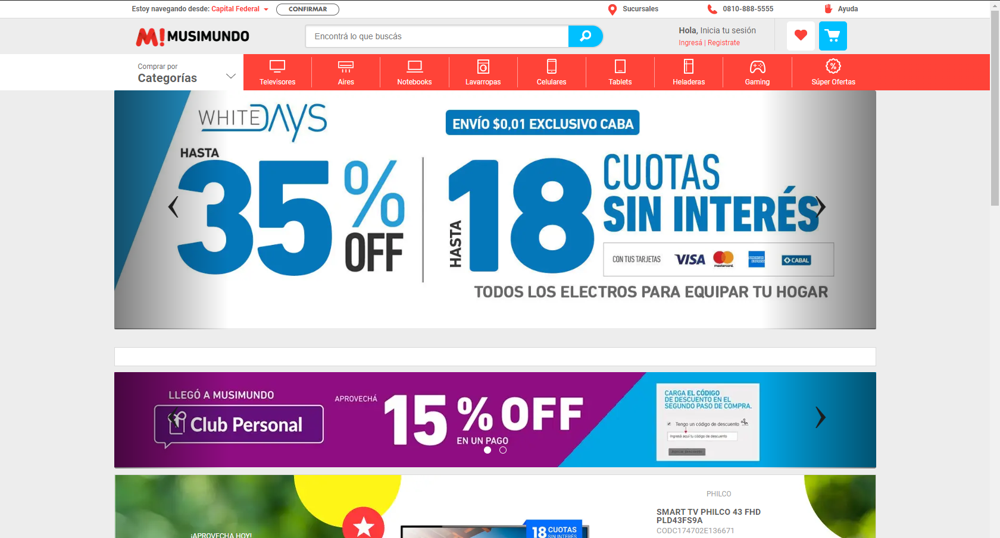 Estoy navegando desde: Capital Federal CONFIRMAR Sucursales 0810-888-5555 Ayuda
M! MUSIMUNDO
Encontrá lo que buscás
Hola, Inicia tu sesión
Ingresá | Registrate
Comprar por
Categorías
Televisores Aires Notebooks Lavarropas Celulares Tablets Heladeras Gaming Súper Ofertas
WHITE DAYS
ENVÍO $0,01 EXCLUSIVO CABA
HASTA
35% OFF
HASTA 18
CUOTAS
SIN INTERÉS
CON TUS TARJETAS VISA mastercard AMERICAN EXPRESS CABAL
TODOS LOS ELECTROS PARA EQUIPAR TU HOGAR
LLEGÓ A MUSIMUNDO
Club Personal
APROVECHÁ
15% OFF
EN UN PAGO
CARGA EL CÓDIGO
DE DESCUENTO EN EL
SEGUNDO PASO DE COMPRA.
Tengo un código de descuento
Ingresá aquí tu código de descuento
¡APROVECHA HOY!
18 CUOTAS
SIN INTERÉS
PHILCO
SMART TV PHILCO 43 FHD
PLD43FS9A
CODC174702E136671